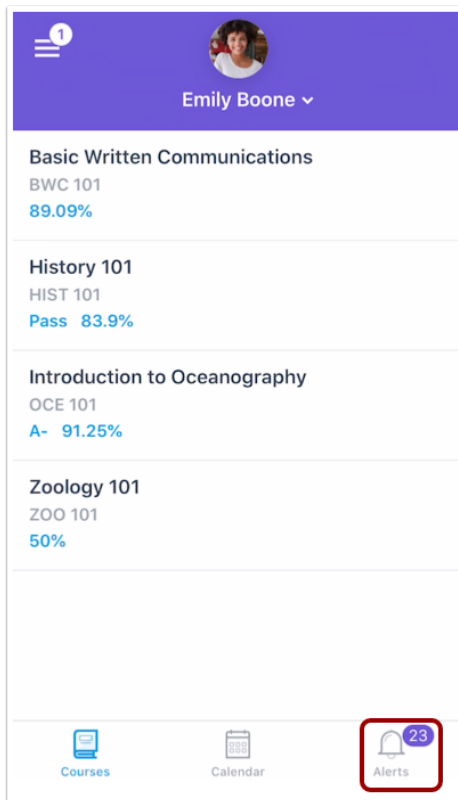 1
Emily Boone
Basic Written Communications
BWC 101
89.09%
History 101
HIST 101
Pass 83.9%
Introduction to Oceanography
OCE 101
A- 91.25%
Zoology 101
ZOO 101
50%
23
Courses Calendar Alerts